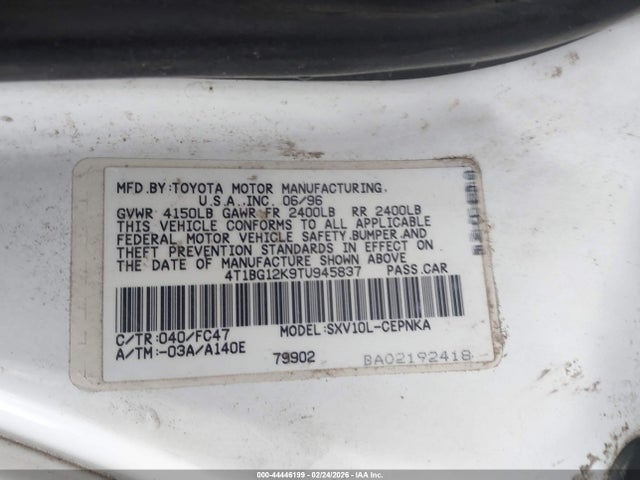 MFD.BY:TOYOTA MOTOR MANUFACTURING,
U.S.A.,INC. 06/96
GVWR 4150LB GAWR FR 2400LB RR 2400LB
THIS VEHICLE CONFORMS TO ALL APPLICABLE
FEDERAL MOTOR VEHICLE SAFETY,BUMPER,AND
THEFT PREVENTION STANDARDS IN EFFECT ON
THE DATE OF MANUFACTURE SHOWN ABOVE
4T1BG12K9TU945837 PASS.CAR
C/TR:040/FC47 MODEL:SXV10L-CEPNKA
A/TM:-03A/A140E 79902 BA02192418
000-44446199 - 02/24/2026 - IAAI.COM